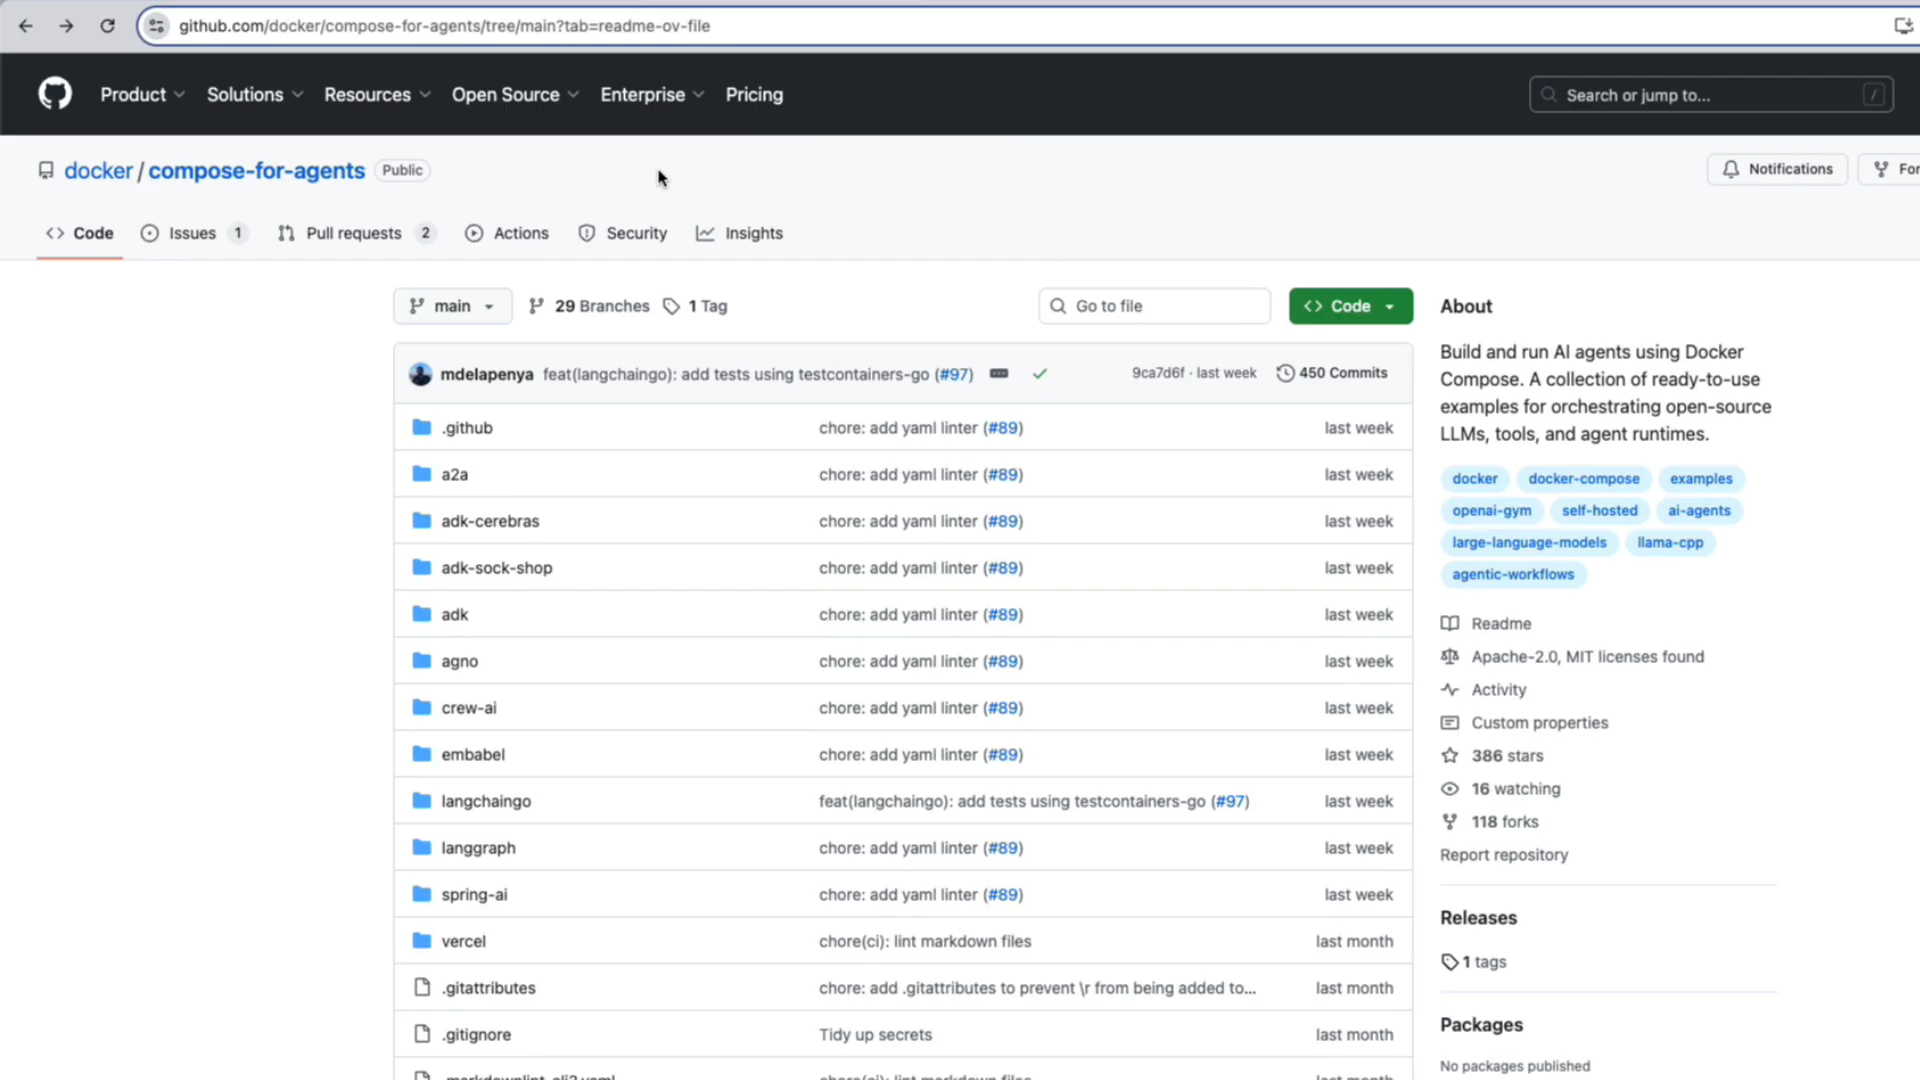 github.com/docker/compose-for-agents/tree/main?tab=readme-ov-file
Product Solutions Resources Open Source Enterprise Pricing Search or jump to... /
docker / compose-for-agents Public Notifications For
Code Issues 1 Pull requests 2 Actions Security Insights
main 29 Branches 1 Tag Go to file Code
mdelapenya feat(langchaingo): add tests using testcontainers-go (#97) 9ca7d6f · last week 450 Commits
.github chore: add yaml linter (#89) last week
a2a chore: add yaml linter (#89) last week
adk-cerebras chore: add yaml linter (#89) last week
adk-sock-shop chore: add yaml linter (#89) last week
adk chore: add yaml linter (#89) last week
agno chore: add yaml linter (#89) last week
crew-ai chore: add yaml linter (#89) last week
embabel chore: add yaml linter (#89) last week
langchaingo feat(langchaingo): add tests using testcontainers-go (#97) last week
langgraph chore: add yaml linter (#89) last week
spring-ai chore: add yaml linter (#89) last week
vercel chore(ci): lint markdown files last month
.gitattributes chore: add .gitattributes to prevent \r from being added to... last month
.gitignore Tidy up secrets last month
About
Build and run AI agents using Docker
Compose. A collection of ready-to-use
examples for orchestrating open-source
LLMs, tools, and agent runtimes.
docker docker-compose examples
openai-gym self-hosted ai-agents
large-language-models llama-cpp
agentic-workflows
Readme
Apache-2.0, MIT licenses found
Activity
Custom properties
386 stars
16 watching
118 forks
Report repository
Releases
1 tags
Packages
No packages published